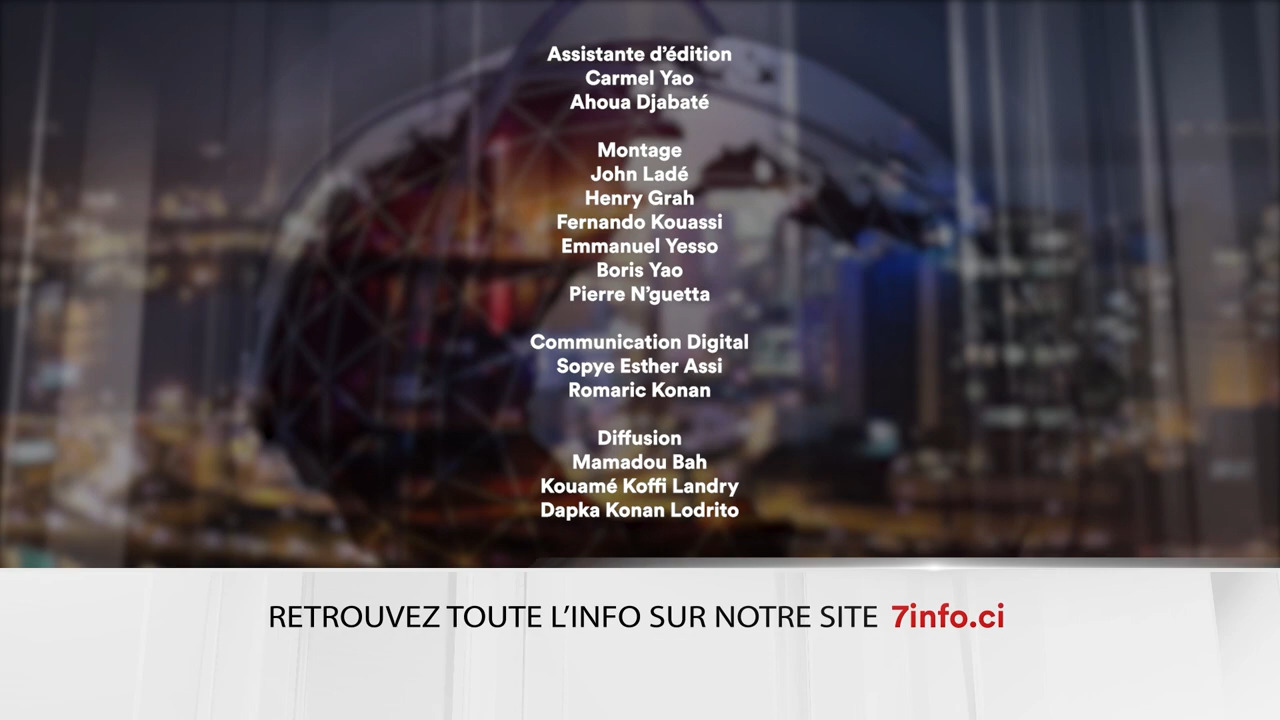 Assistante d'édition
Carmel Yao
Ahoua Djabaté
Montage
John Ladé
Henry Grah
Fernando Kouassi
Emmanuel Yesso
Boris Yao
Pierre N'guetta
Communication Digital
Sopye Esther Assi
Romaric Konan
Diffusion
Mamadou Bah
Kouamé Koffi Landry
Dapka Konan Lodrito
RETROUVEZ TOUTE L'INFO SUR NOTRE SITE 7info.ci